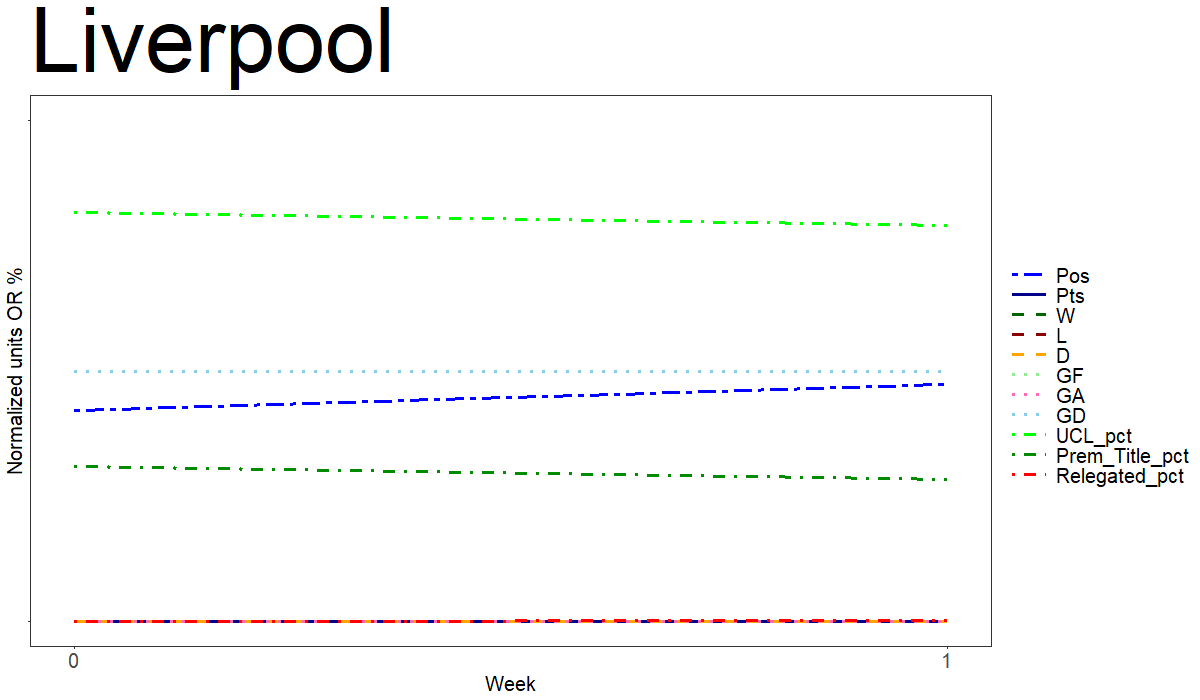 Liverpool
Normalized units OR %
0
1
Week
Pos
Pts
W
L
D
GF
GA
GD
UCL_pct
Prem_Title_pct
Relegated_pct